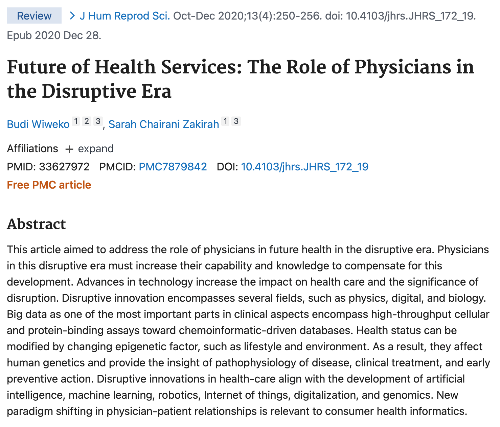 Review > J Hum Reprod Sci. Oct-Dec 2020;13(4):250-256. doi: 10.4103/jhrs.JHRS_172_19.
Epub 2020 Dec 28.
Future of Health Services: The Role of Physicians in
the Disruptive Era
Budi Wiweko 1 2 3, Sarah Chairani Zakirah 1 3
Affiliations + expand
PMID: 33627972 PMCID: PMC7879842 DOI: 10.4103/jhrs.JHRS_172_19
Free PMC article
Abstract
This article aimed to address the role of physicians in future health in the disruptive era. Physicians
in this disruptive era must increase their capability and knowledge to compensate for this
development. Advances in technology increase the impact on health care and the significance of
disruption. Disruptive innovation encompasses several fields, such as physics, digital, and biology.
Big data as one of the most important parts in clinical aspects encompass high-throughput cellular
and protein-binding assays toward chemoinformatic-driven databases. Health status can be
modified by changing epigenetic factor, such as lifestyle and environment. As a result, they affect
human genetics and provide the insight of pathophysiology of disease, clinical treatment, and early
preventive action. Disruptive innovations in health-care align with the development of artificial
intelligence, machine learning, robotics, Internet of things, digitalization, and genomics. New
paradigm shifting in physician-patient relationships is relevant to consumer health informatics.